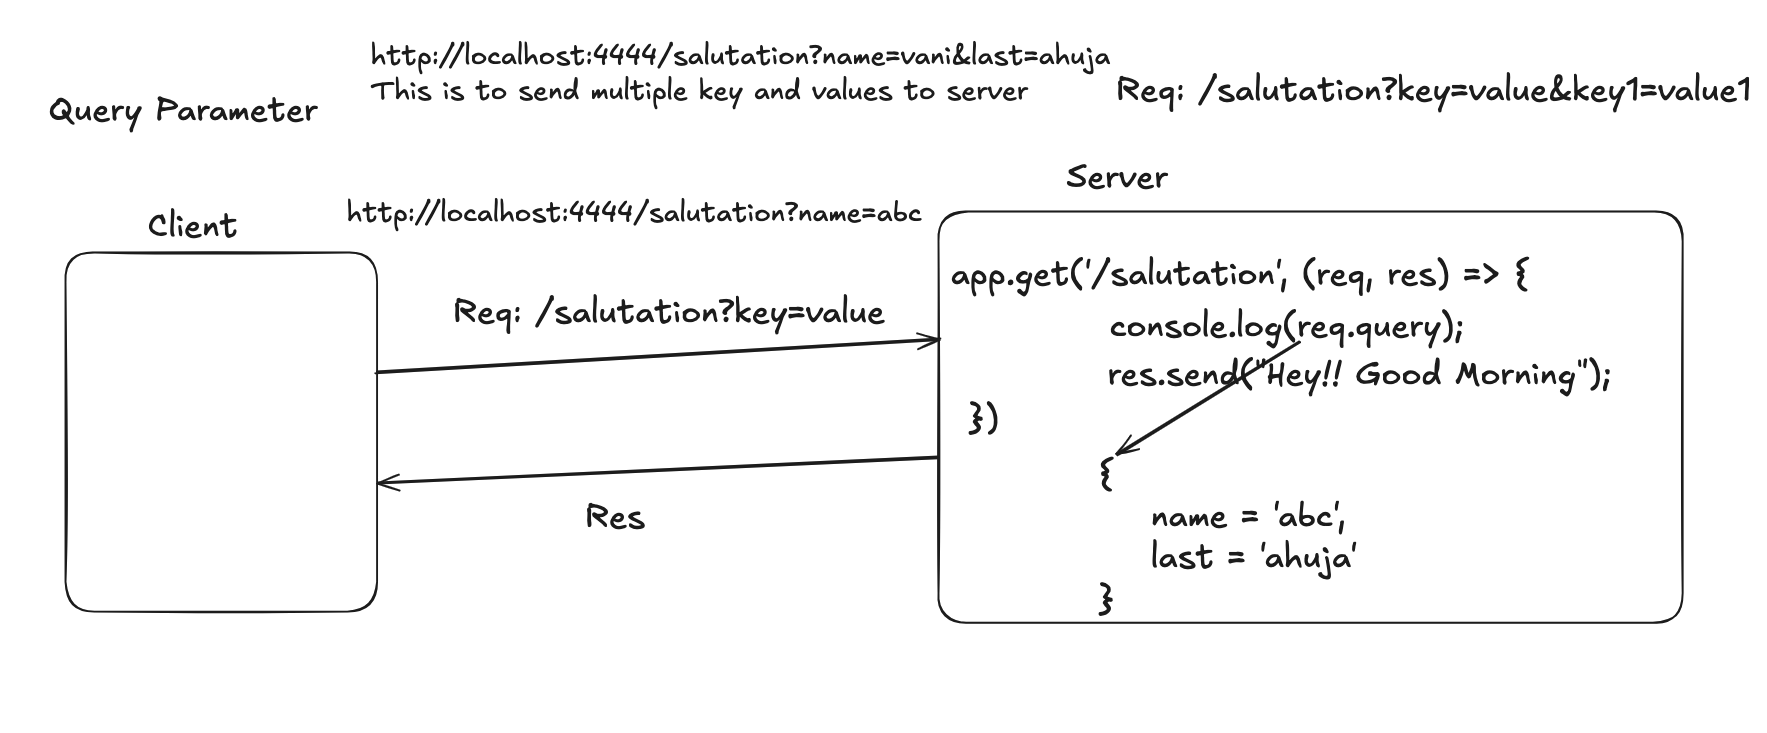 http://localhost:4444/salutation?name=vani&last=ahuja
This is to send multiple key and values to server
Req: /salutation?key=value&key1=value1
Query Parameter
Server
Client
http://localhost:4444/salutation?name=abc
app.get('/salutation', (req, res) => {
console.log(req.query);
Req: /salutation?key=value
res.send("Hey!! Good Morning");
})
{
Res
name = 'abc',
last = 'ahuja'
}